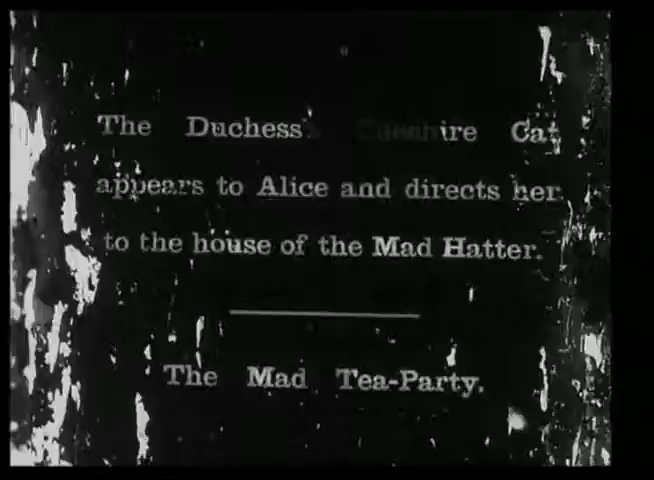 The Duchess's Cheshire Cat
appears to Alice and directs her
to the house of the Mad Hatter.
The Mad Tea-Party.